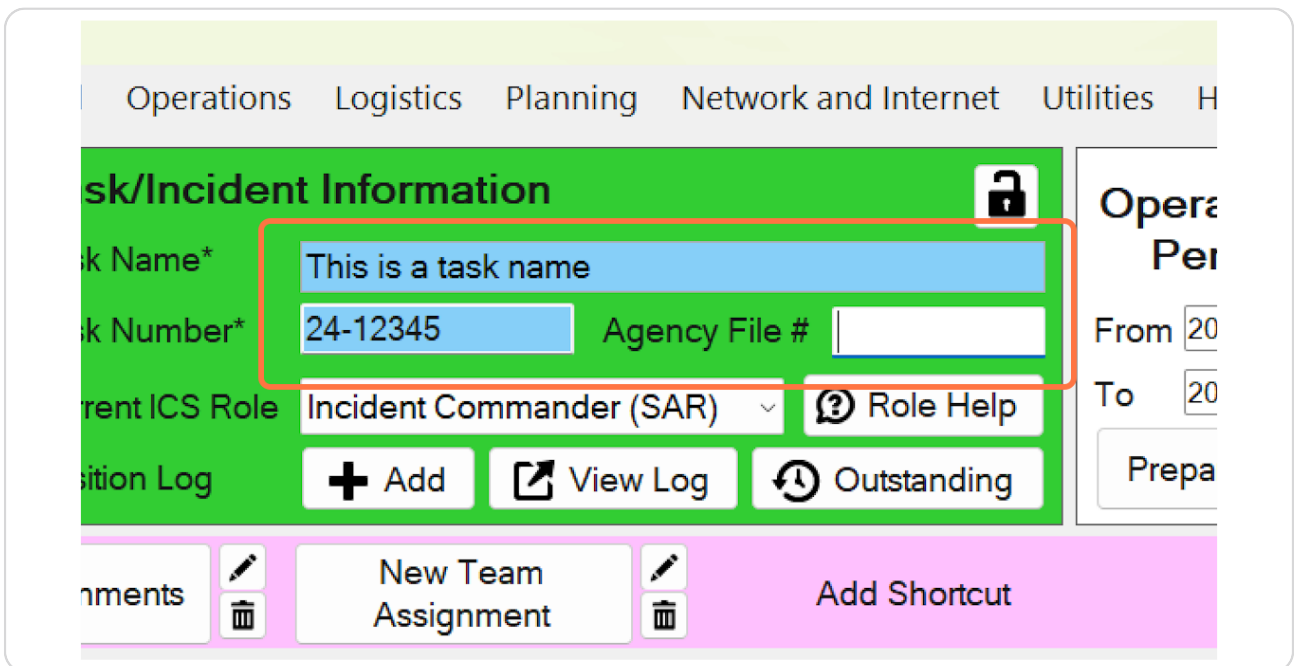 Operations Logistics Planning Network and Internet Utilities H
sk/Incident Information
sk Name* This is a task name
sk Number* 24-12345 Agency File #
rrent ICS Role Incident Commander (SAR) Role Help
sition Log Add View Log Outstanding
Opera
Per
From 20
To 20
Prepa
nments
New Team
Assignment
Add Shortcut